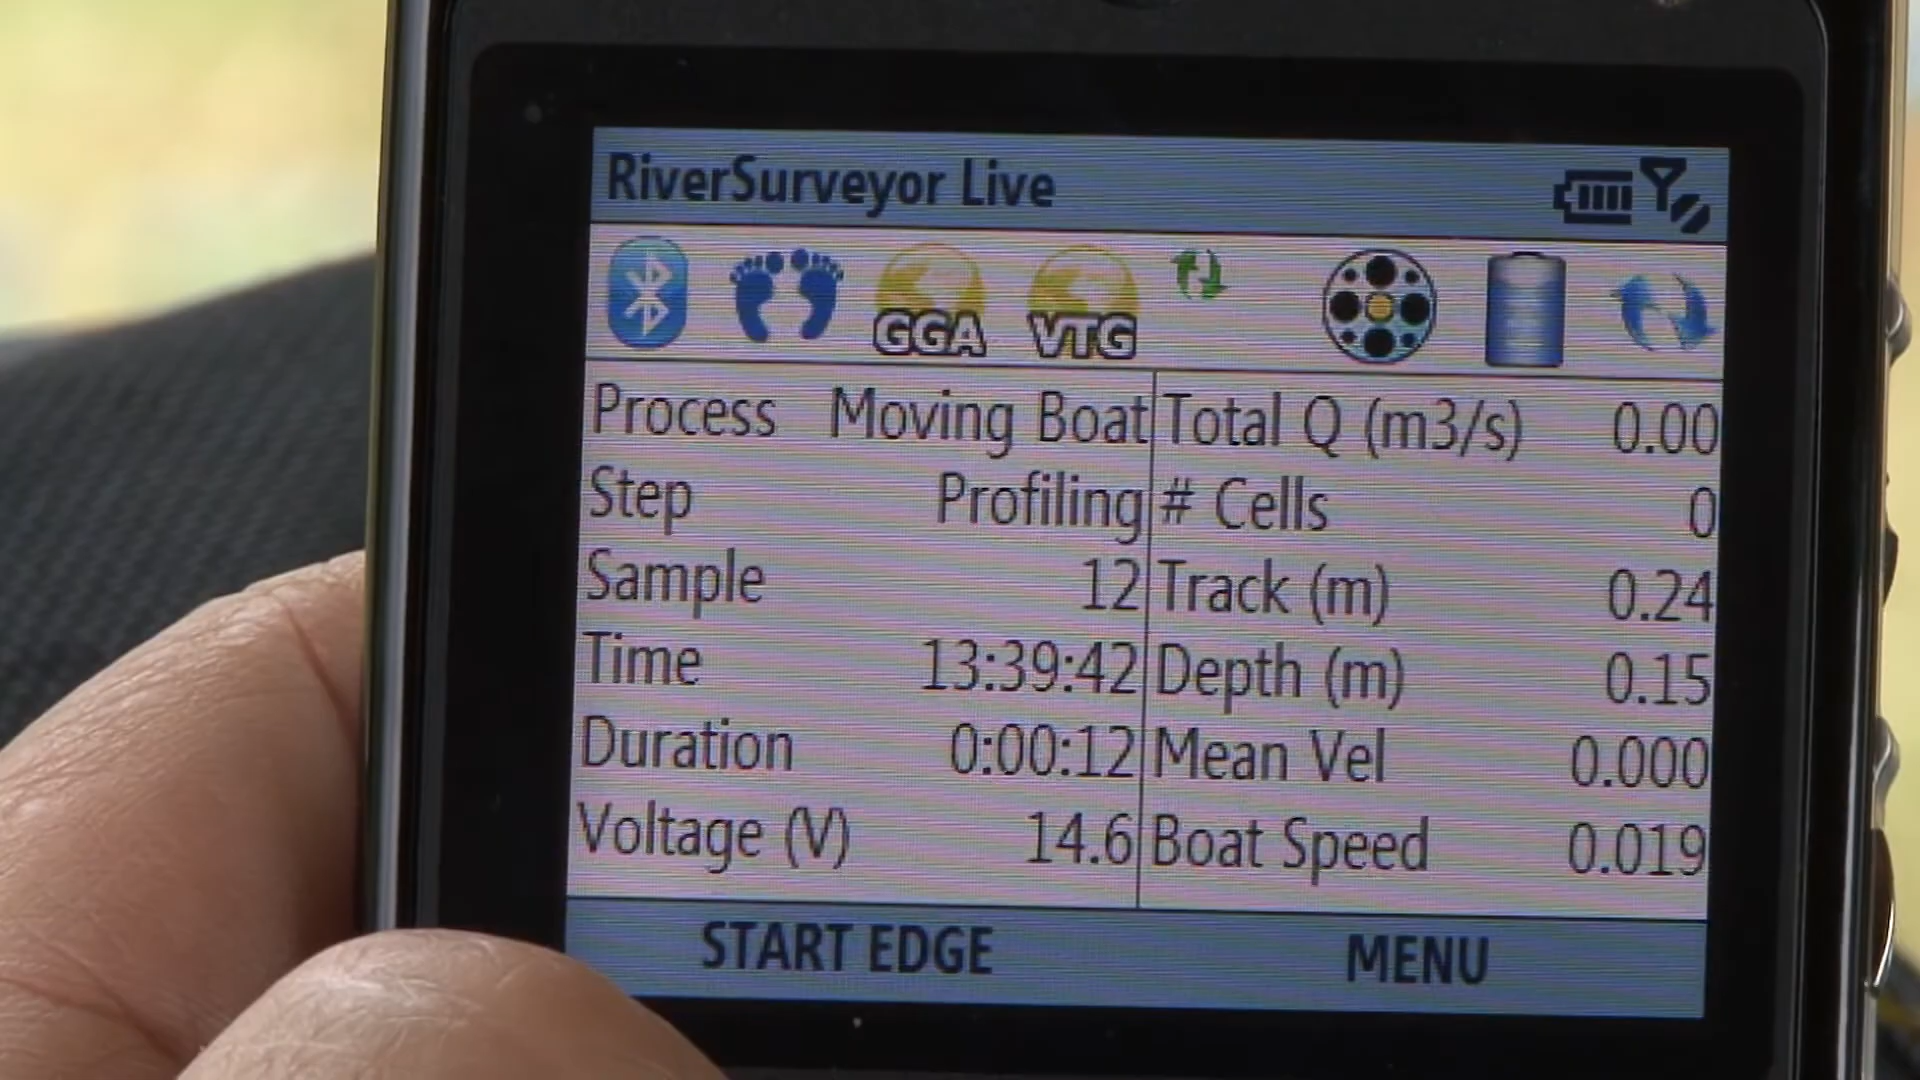 RiverSurveyor Live
GGA VTG
Process Moving Boat Total Q (m3/s) 0.00
Step Profiling # Cells 0
Sample 12 Track (m) 0.24
Time 13:39:42 Depth (m) 0.15
Duration 0:00:12 Mean Vel 0.000
Voltage (V) 14.6 Boat Speed 0.019
START EDGE MENU